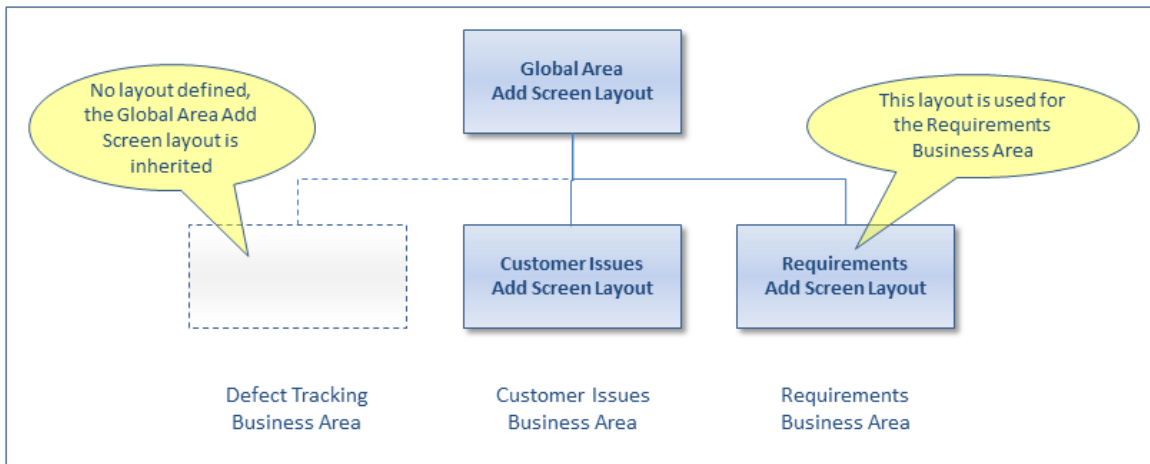 Global Area
Add Screen Layout
No layout defined,
the Global Area Add
Screen layout is
inherited
This layout is used for
the Requirements
Business Area
Customer Issues
Add Screen Layout
Requirements
Add Screen Layout
Defect Tracking
Business Area
Customer Issues
Business Area
Requirements
Business Area